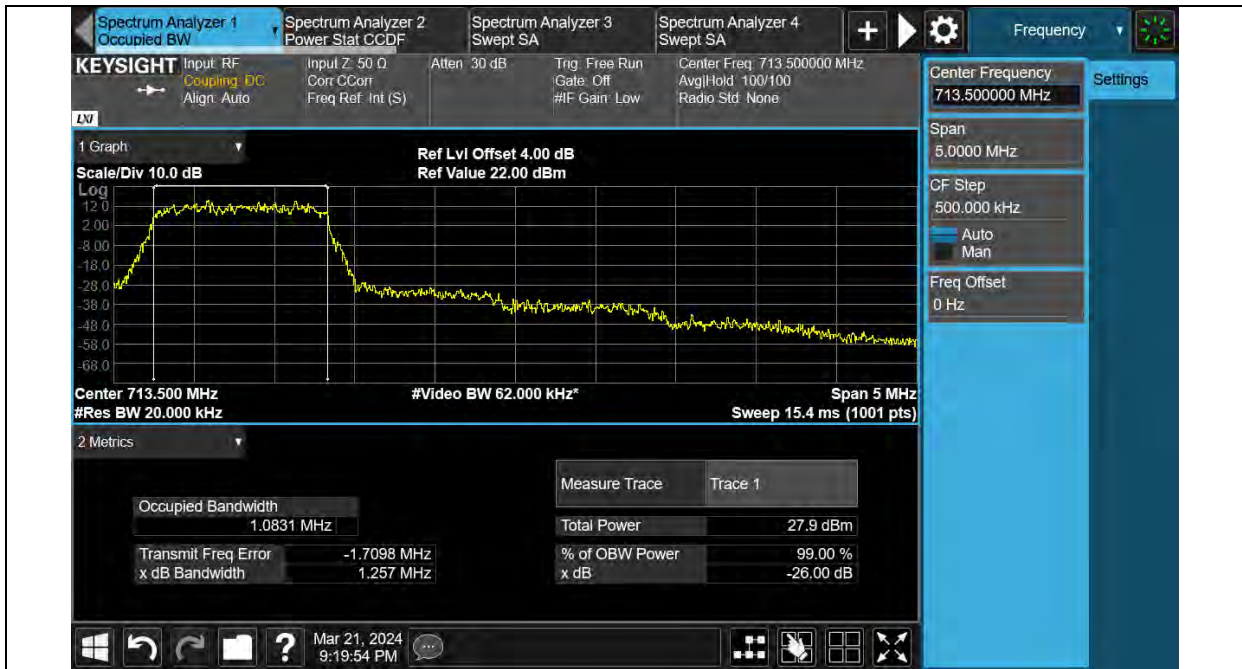 Spectrum Analyzer 1
Occupied BW
Spectrum Analyzer 2
Power Stat CCDF
Spectrum Analyzer 3
Swept SA
Spectrum Analyzer 4
Swept SA
+
Frequency
KEYSIGHT
LXI
Input: RF
Coupling: DC
Align: Auto
Input Z: 50 Ω
Corr CCorr
Freq Ref: Int (S)
Atten: 30 dB
Trig: Free Run
Gate: Off
#IF Gain: Low
Center Freq: 713.500000 MHz
Avg|Hold: 100/100
Radio Std: None
Center Frequency
713.500000 MHz
Settings
Span
5.0000 MHz
CF Step
500.000 kHz
Auto
Man
Freq Offset
0 Hz
1 Graph
Scale/Div 10.0 dB
Ref Lvl Offset 4.00 dB
Ref Value 22.00 dBm
Log
12.0
2.00
-8.00
-18.0
-28.0
-38.0
-48.0
-58.0
-68.0
Center 713.500 MHz
#Video BW 62.000 kHz*
Span 5 MHz
#Res BW 20.000 kHz
Sweep 15.4 ms (1001 pts)
2 Metrics
Measure Trace
Trace 1
Occupied Bandwidth
1.0831 MHz
Total Power
27.9 dBm
Transmit Freq Error
-1.7098 MHz
% of OBW Power
99.00 %
x dB Bandwidth
1.257 MHz
x dB
-26.00 dB
?
Mar 21, 2024
9:19:54 PM